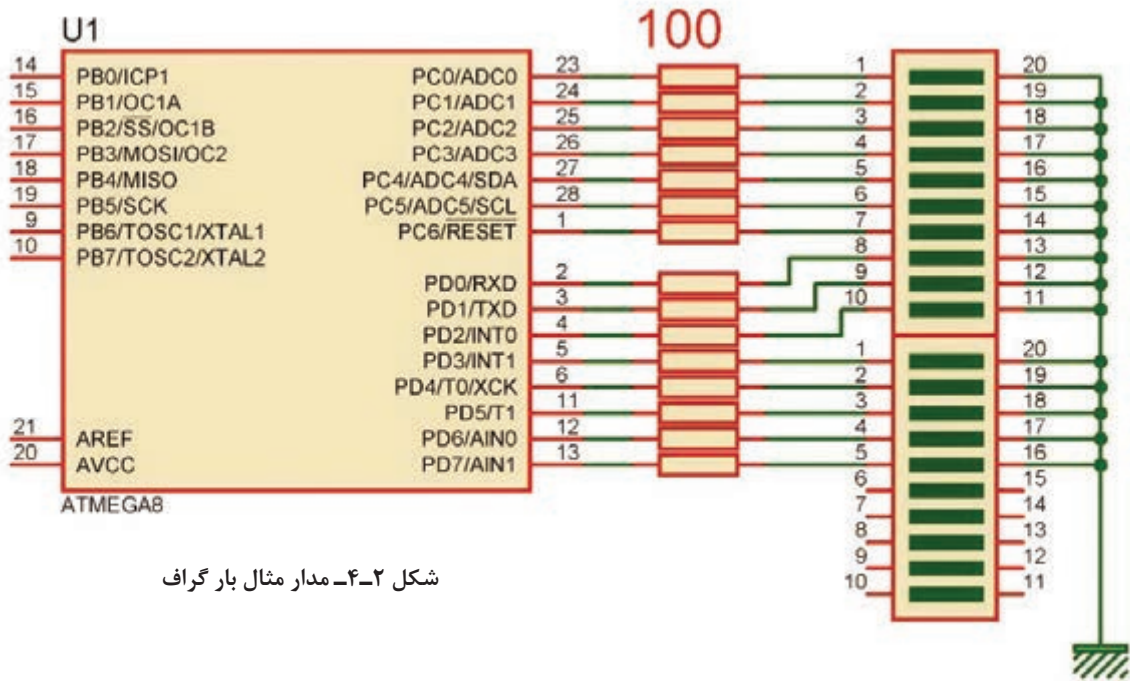 U1
100
14 PB0/ICP1 PC0/ADC0 23 1 20
15 PB1/OC1A PC1/ADC1 24 2 19
16 PB2/SS/OC1B PC2/ADC2 25 3 18
17 PB3/MOSI/OC2 PC3/ADC3 26 4 17
18 PB4/MISO PC4/ADC4/SDA 27 5 16
19 PB5/SCK PC5/ADC5/SCL 28 6 15
9 PB6/TOSC1/XTAL1 PC6/RESET 1 7 14
10 PB7/TOSC2/XTAL2 8 13
PD0/RXD 2 9 12
PD1/TXD 3 10 11
PD2/INT0 4
PD3/INT1 5 1 20
PD4/T0/XCK 6 2 19
PD5/T1 11 3 18
21 AREF PD6/AIN0 12 4 17
20 AVCC PD7/AIN1 13 5 16
6 15
7 14
8 13
9 12
10 11
ATMEGA8
شکل ۲ـ۴ـ مدار مثال بار گراف